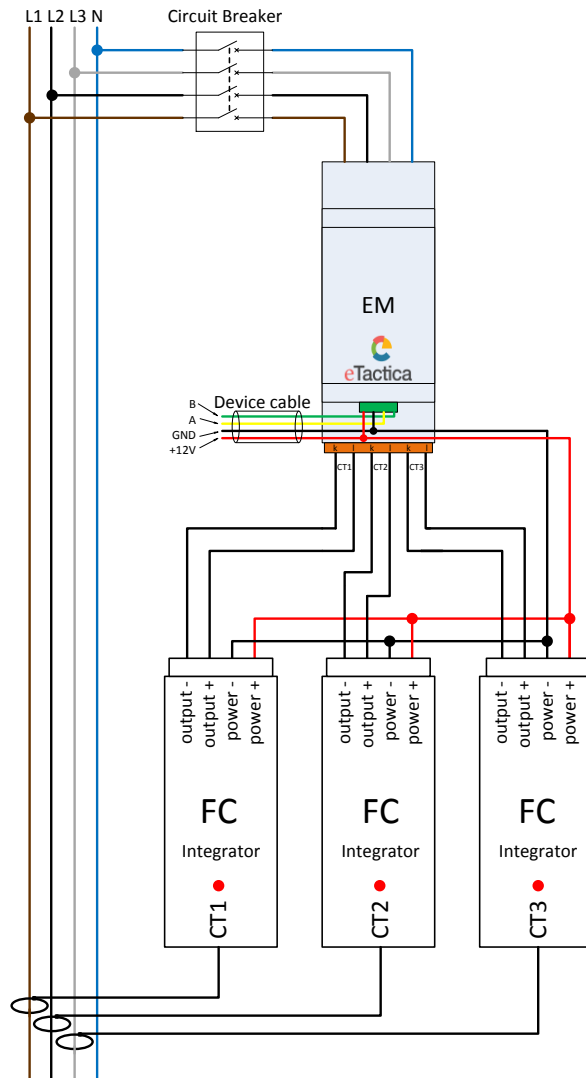 Circuit Breaker
L1 L2 L3 N
EM
eTactica
Device cable
B
A
GND
+12V
k l k l k l
CT1 CT2 CT3
output - output + power - power +
output - output + power - power +
output - output + power - power +
FC FC FC
Integrator Integrator Integrator
CT1 CT2 CT3